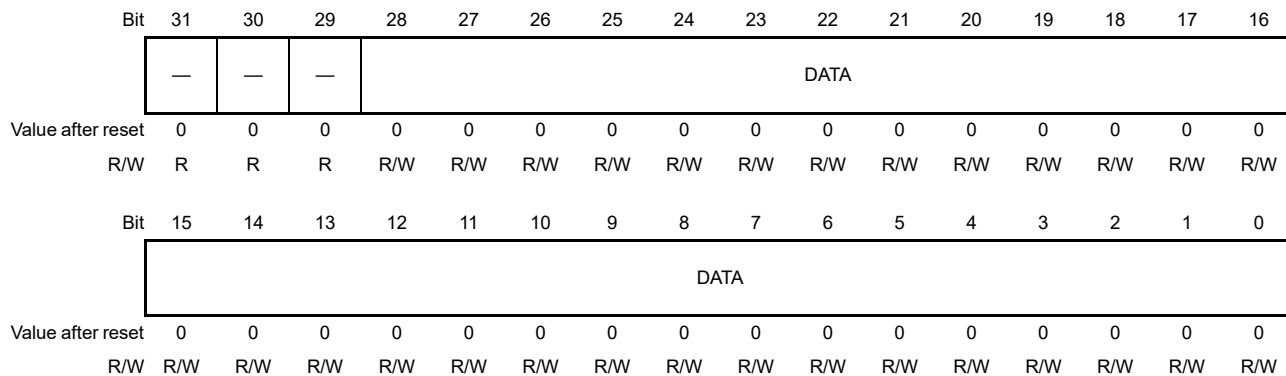 Bit 31 30 29 28 27 26 25 24 23 22 21 20 19 18 17 16
— — — DATA
Value after reset 0 0 0 0 0 0 0 0 0 0 0 0 0 0 0 0
R/W R R R R/W R/W R/W R/W R/W R/W R/W R/W R/W R/W R/W R/W R/W
Bit 15 14 13 12 11 10 9 8 7 6 5 4 3 2 1 0
DATA
Value after reset 0 0 0 0 0 0 0 0 0 0 0 0 0 0 0 0
R/W R/W R/W R/W R/W R/W R/W R/W R/W R/W R/W R/W R/W R/W R/W R/W R/W